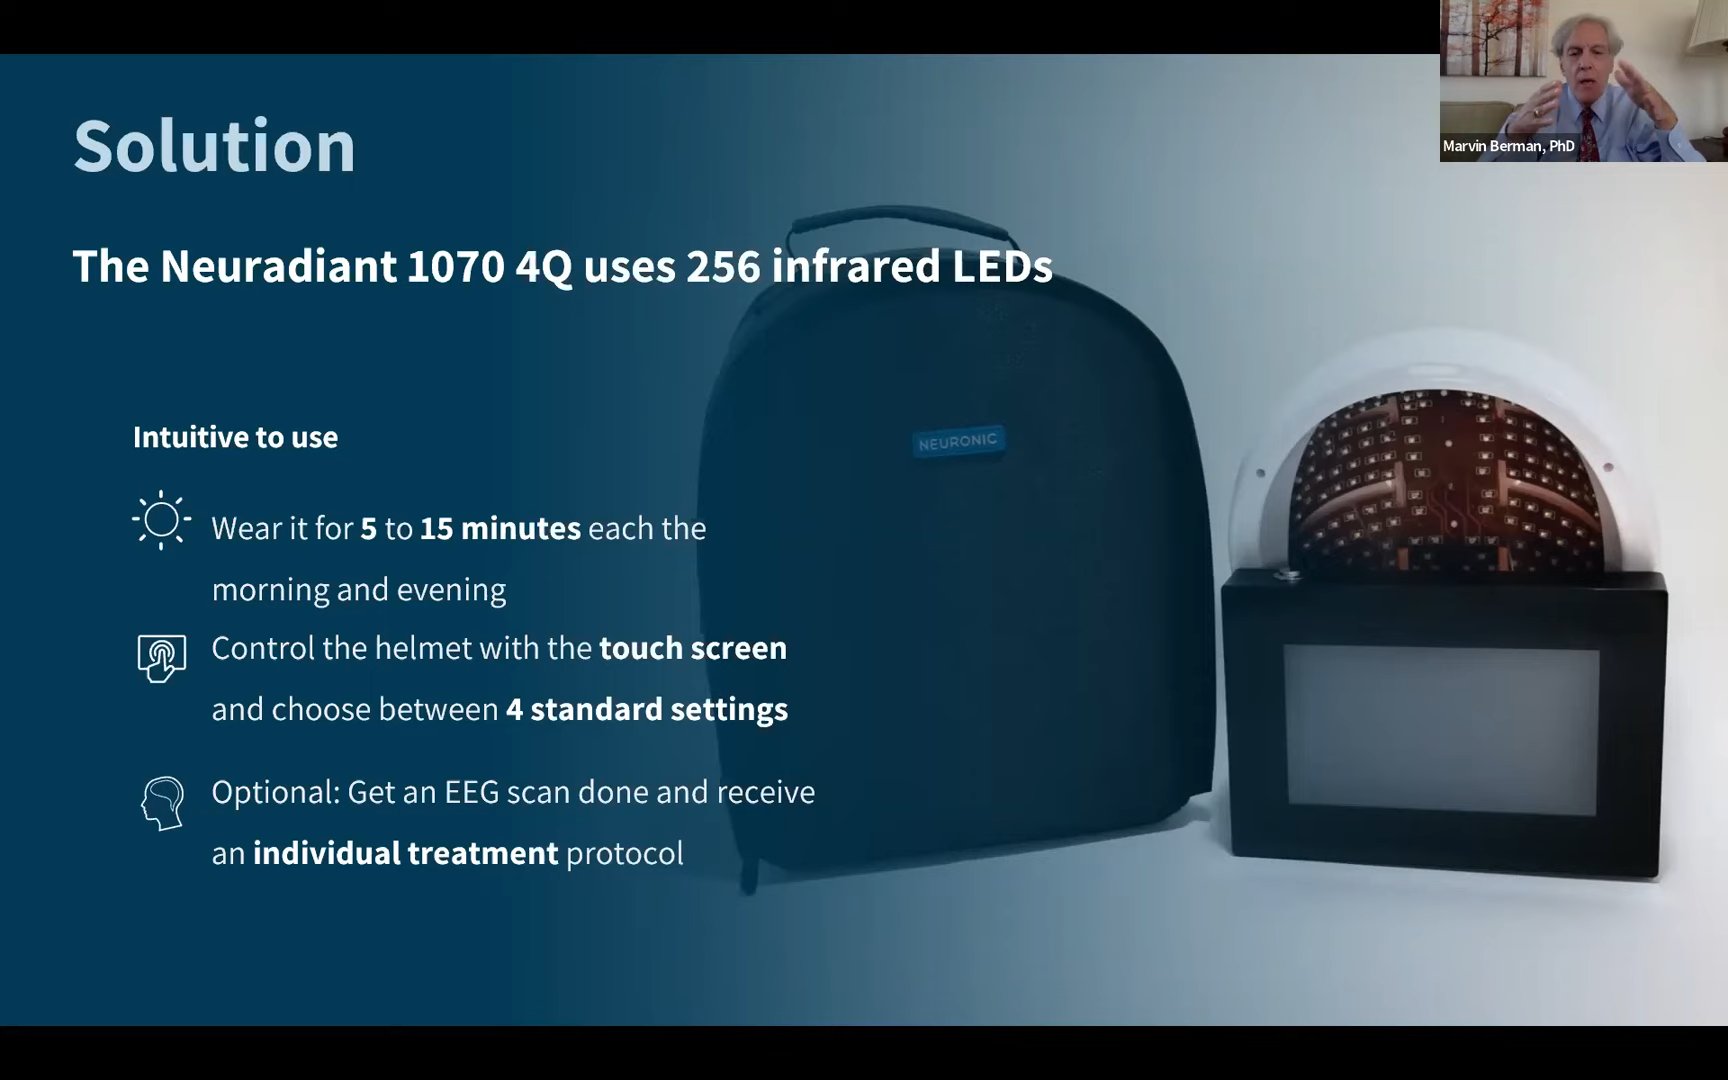 Marvin Berman, PhD
Solution
The Neuradiant 1070 4Q uses 256 infrared LEDs
NEURONIC
Intuitive to use
Wear it for 5 to 15 minutes each the
morning and evening
Control the helmet with the touch screen
and choose between 4 standard settings
Optional: Get an EEG scan done and receive
an individual treatment protocol